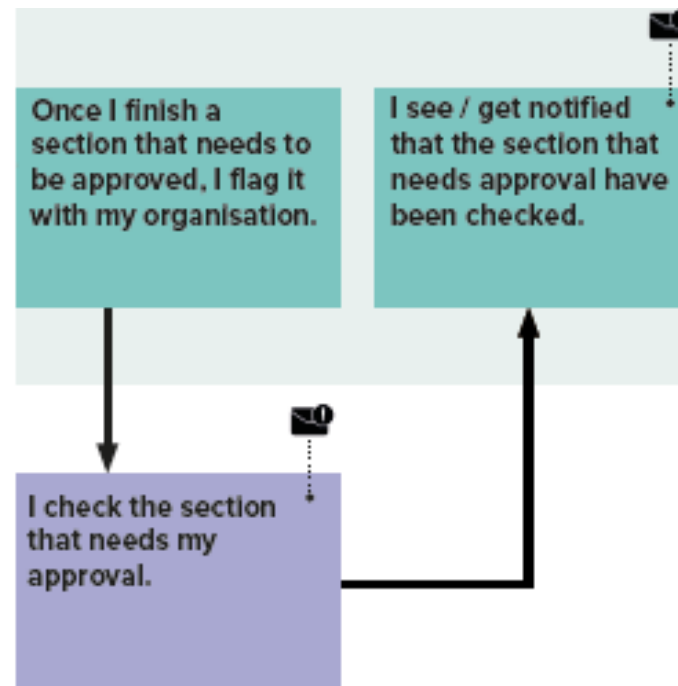 Once I finish a
section that needs to
be approved, I flag it
with my organisation.
I see / get notified
that the section that
needs approval have
been checked.
I check the section
that needs my
approval.